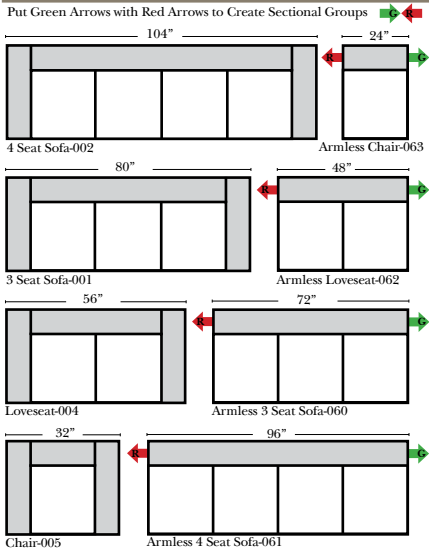 Put Green Arrows with Red Arrows to Create Sectional Groups G R
104” 24”
R G
4 Seat Sofa-002 Armless Chair-063
80” 48”
R G
3 Seat Sofa-001 Armless Loveseat-062
56” 72”
R G
Loveseat-004 Armless 3 Seat Sofa-060
32” 96”
R G
Chair-005 Armless 4 Seat Sofa-061